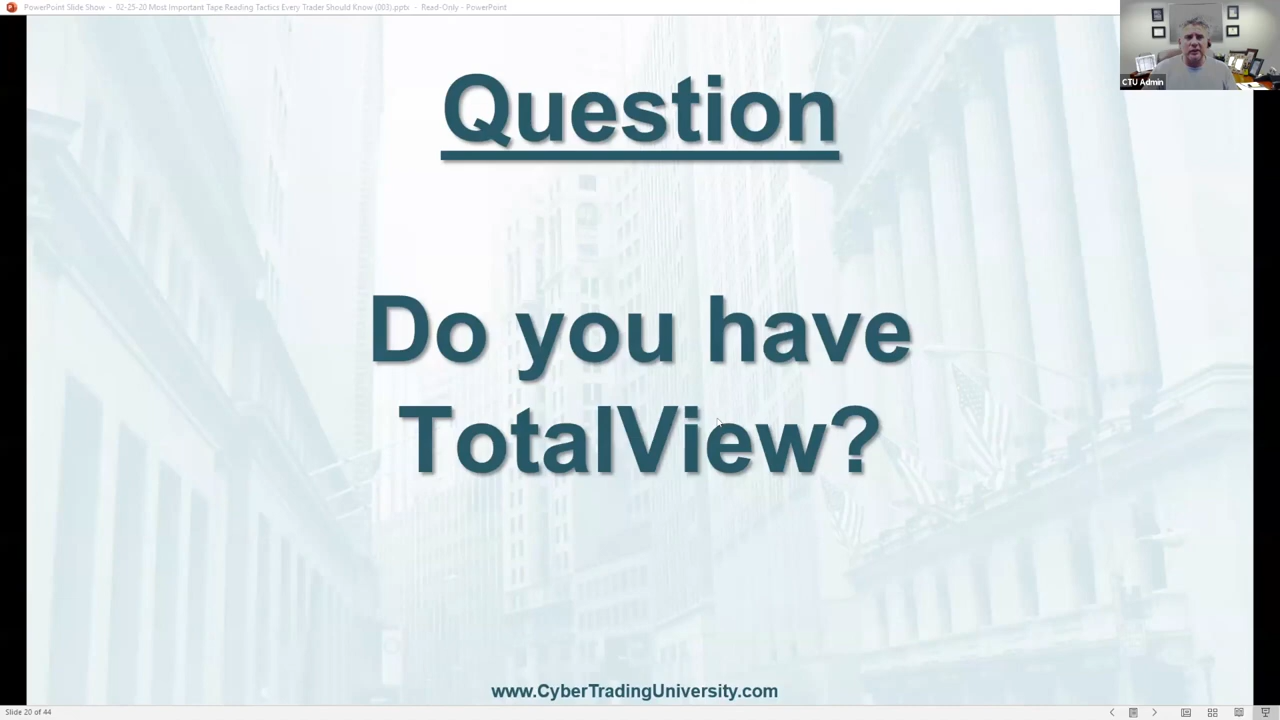 PowerPoint Slide Show - 02-25-20 Most Important Tape Reading Tactics Every Trader Should Know (003).pptx - Read-Only - PowerPoint
CTU Admin
Question
Do you have
TotalView?
www.CyberTradingUniversity.com
Slide 20 of 44